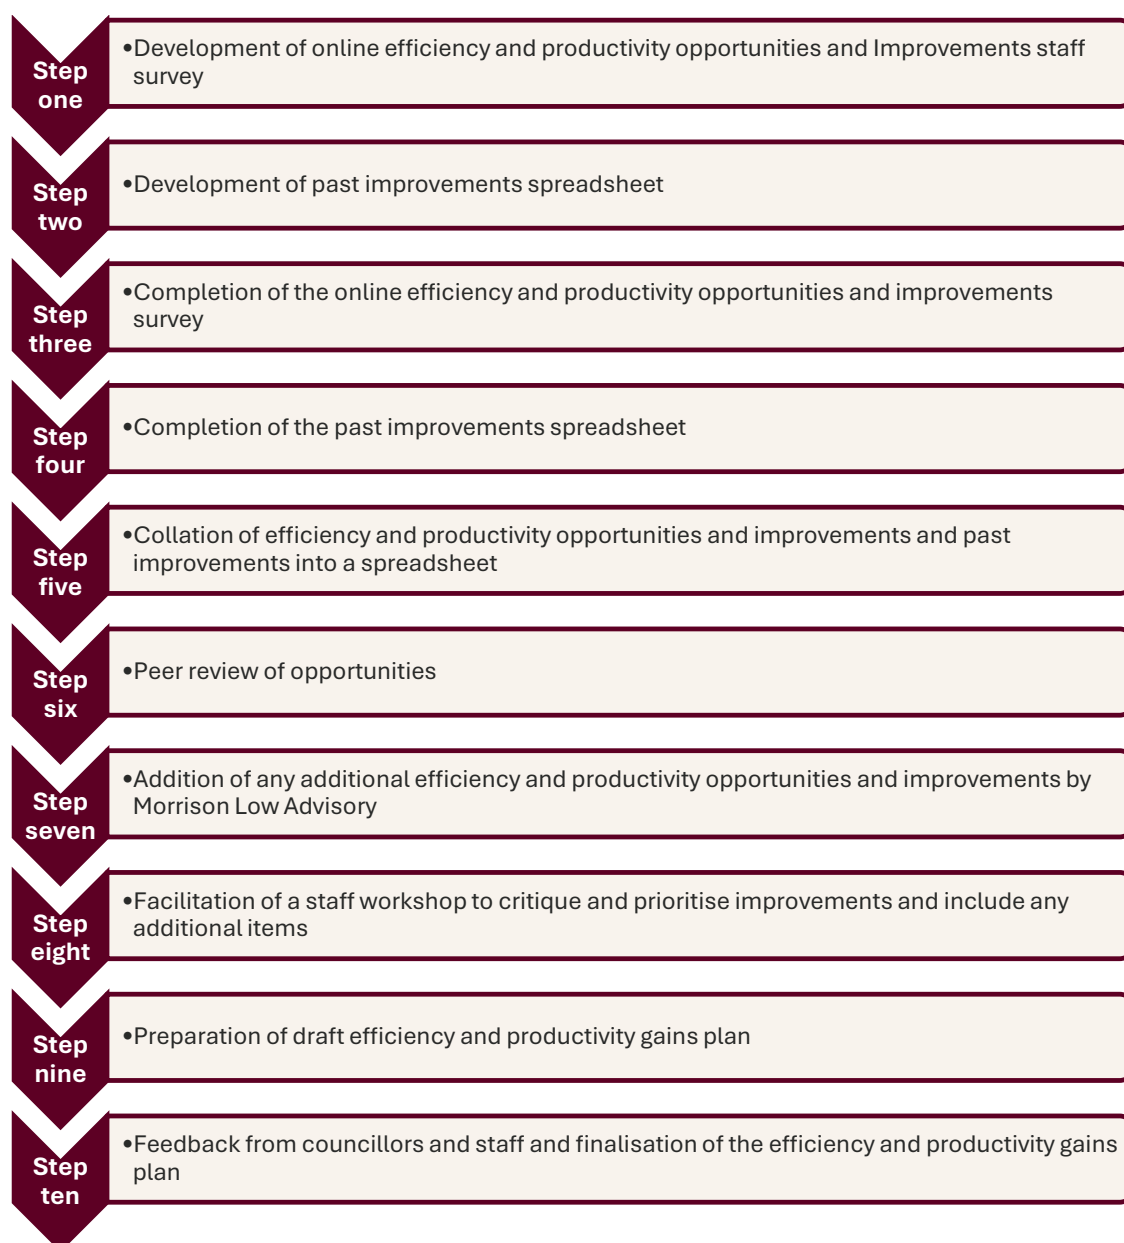 Step
one
•Development of online efficiency and productivity opportunities and Improvements staff
survey
Step
two
•Development of past improvements spreadsheet
Step
three
•Completion of the online efficiency and productivity opportunities and improvements
survey
Step
four
•Completion of the past improvements spreadsheet
Step
five
•Collation of efficiency and productivity opportunities and improvements and past
improvements into a spreadsheet
Step
six
•Peer review of opportunities
Step
seven
•Addition of any additional efficiency and productivity opportunities and improvements by
Morrison Low Advisory
Step
eight
•Facilitation of a staff workshop to critique and prioritise improvements and include any
additional items
Step
nine
•Preparation of draft efficiency and productivity gains plan
Step
ten
•Feedback from councillors and staff and finalisation of the efficiency and productivity gains
plan